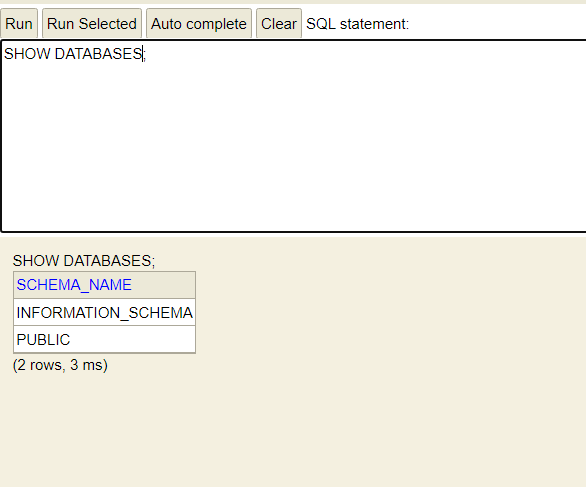 Run Run Selected Auto complete Clear SQL statement:
SHOW DATABASES;
SHOW DATABASES;
SCHEMA_NAME
INFORMATION_SCHEMA
PUBLIC
(2 rows, 3 ms)